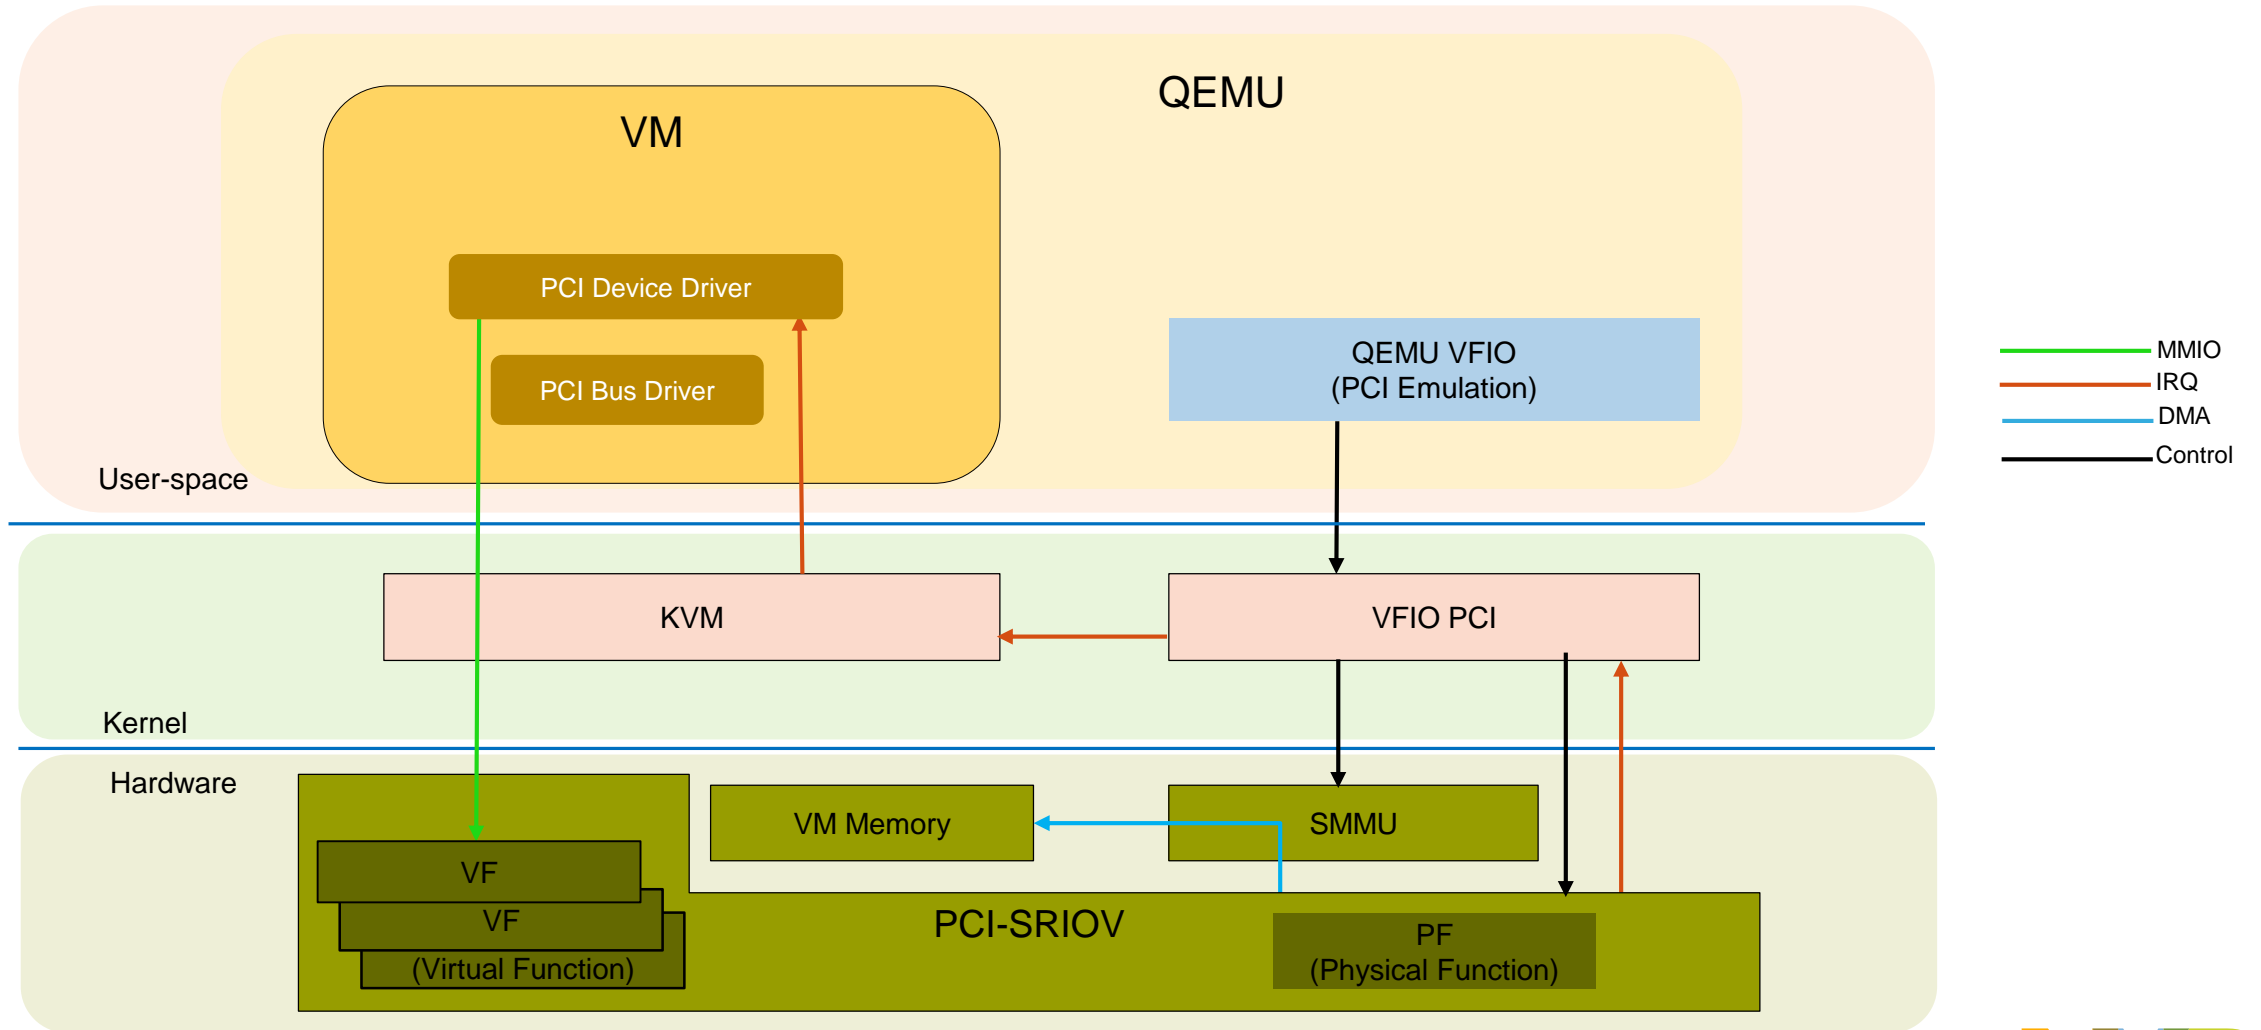 QEMU
VM
PCI Device Driver
PCI Bus Driver
QEMU VFIO
(PCI Emulation)
User-space
MMIO
IRQ
DMA
Control
KVM
VFIO PCI
Kernel
Hardware
VM Memory
SMMU
VF
VF
(Virtual Function)
PCI-SRIOV
PF
(Physical Function)